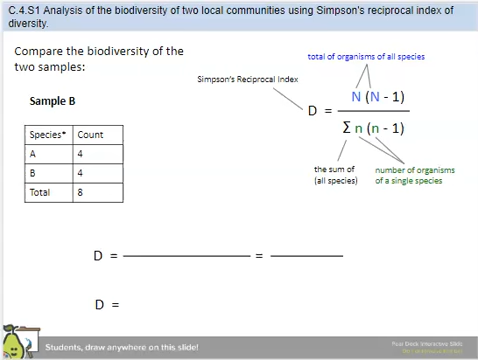 C.4.S1 Analysis of the biodiversity of two local communities using Simpson's reciprocal index of
diversity.
Compare the biodiversity of the
two samples:
total of organisms of all species
Simpson's Reciprocal Index
Sample B
D = N (N - 1)
Σ n (n - 1)
Species* Count
A 4
B 4
Total 8
the sum of
(all species)
number of organisms
of a single species
D = =
D =
Students, draw anywhere on this slide!
Pear Deck Interactive Slide